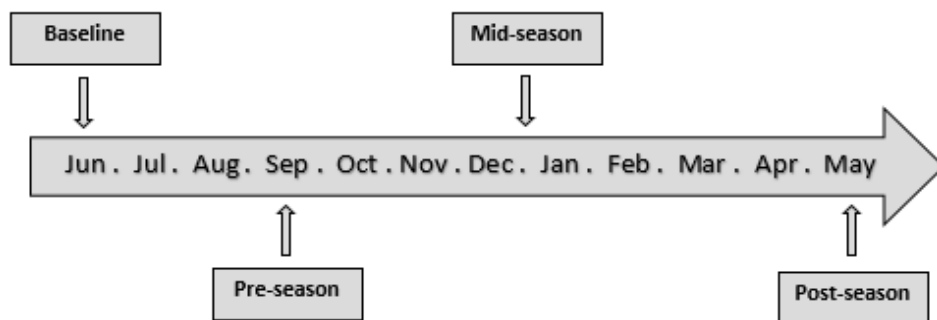 Baseline
Mid-season
Jun . Jul . Aug . Sep . Oct . Nov . Dec . Jan . Feb . Mar . Apr . May
Pre-season
Post-season